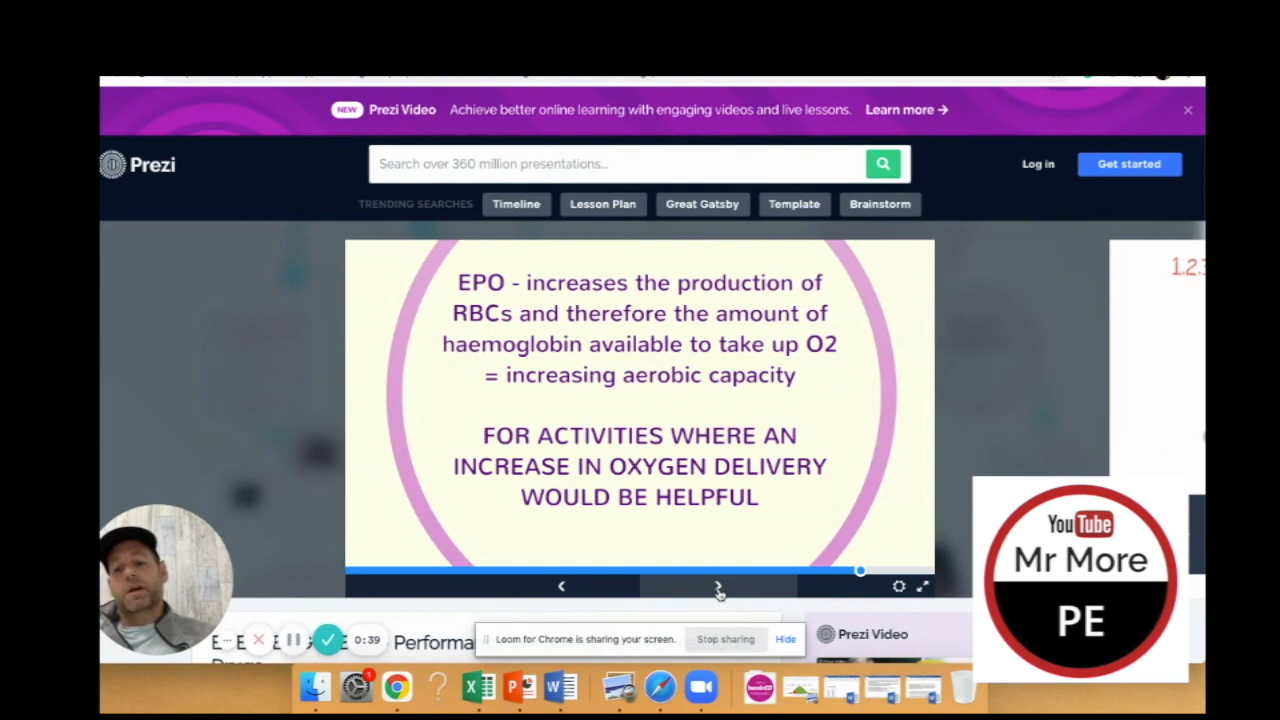 NEW Prezi Video Achieve better online learning with engaging videos and live lessons. Learn more →
Prezi
Search over 360 million presentations...
Log in
Get started
TRENDING SEARCHES Timeline Lesson Plan Great Gatsby Template Brainstorm
EPO - increases the production of
RBCs and therefore the amount of
haemoglobin available to take up O2
= increasing aerobic capacity
FOR ACTIVITIES WHERE AN
INCREASE IN OXYGEN DELIVERY
WOULD BE HELPFUL
1.2.
YouTube
Mr More
PE
0:39
Performa
Loom for Chrome is sharing your screen. Stop sharing Hide
Prezi Video